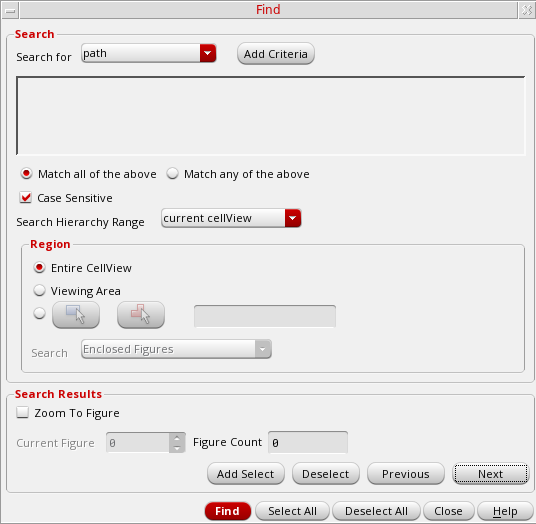 Find
Search
Search for path Add Criteria
Match all of the above Match any of the above
Case Sensitive
Search Hierarchy Range current cellView
Region
Entire CellView
Viewing Area
Search Enclosed Figures
Search Results
Zoom To Figure
Current Figure 0 Figure Count 0
Add Select Deselect Previous Next
Find Select All Deselect All Close Help